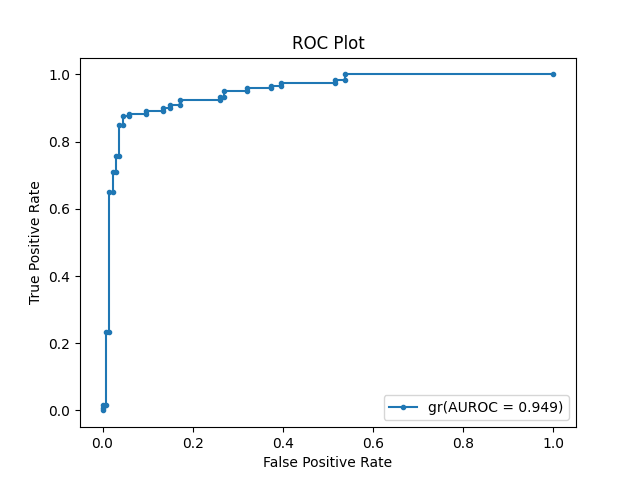 ROC Plot
True Positive Rate
1.0
0.8
0.6
0.4
0.2
0.0
gr(AUROC = 0.949)
0.0 0.2 0.4 0.6 0.8 1.0
False Positive Rate